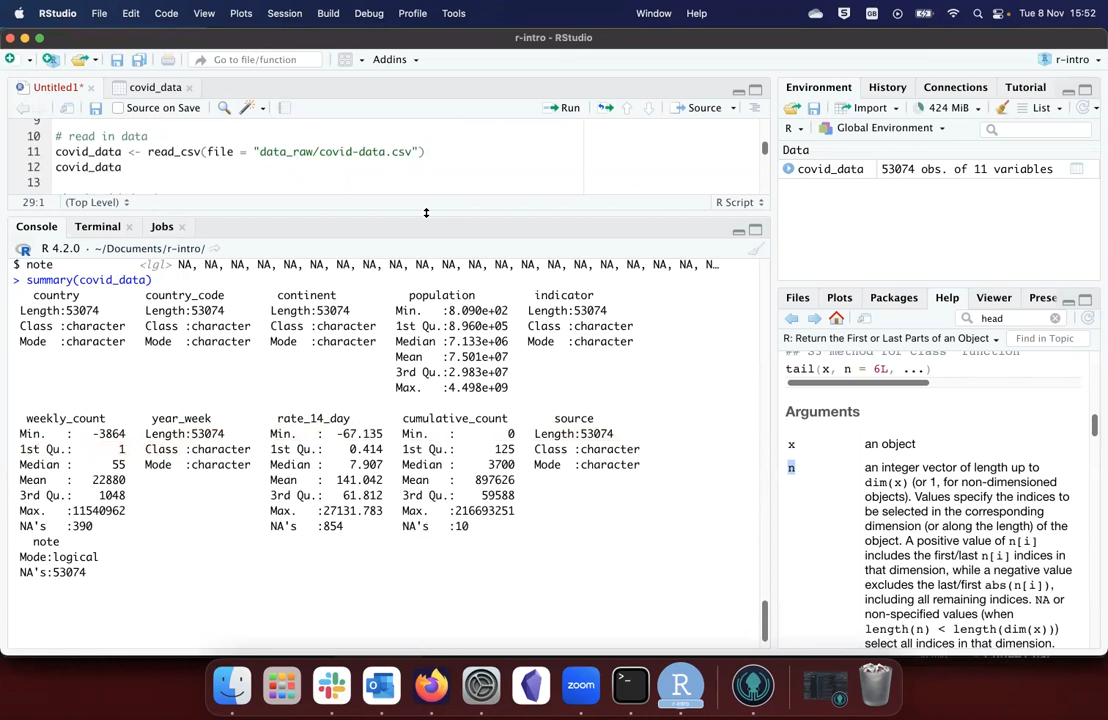 RStudio File Edit Code View Plots Session Build Debug Profile Tools Window Help Tue 8 Nov 15:52
r-intro - RStudio
Go to file/function Addins r-intro
Untitled1* covid_data
Source on Save Run Source
9
10 # read in data
11 covid_data <- read_csv(file = "data_raw/covid-data.csv")
12 covid_data
13
29:1 (Top Level) R Script
Console Terminal Jobs
R 4.2.0 · ~/Documents/r-intro/
$ note <lgl> NA, NA, NA, NA, NA, NA, NA, NA, NA, NA, NA, NA, NA, NA, NA, NA, NA, NA, NA, NA, N…
> summary(covid_data)
country country_code continent population indicator
Length:53074 Length:53074 Length:53074 Min. :8.090e+02 Length:53074
Class :character Class :character Class :character 1st Qu.:8.960e+05 Class :character
Mode :character Mode :character Mode :character Median :7.133e+06 Mode :character
Mean :7.501e+07
3rd Qu.:2.983e+07
Max. :4.498e+09
weekly_count year_week rate_14_day cumulative_count source
Min. : -3864 Length:53074 Min. : -67.135 Min. : 0 Length:53074
1st Qu.: 1 Class :character 1st Qu.: 0.414 1st Qu.: 125 Class :character
Median : 55 Mode :character Median : 7.907 Median : 3700 Mode :character
Mean : 22880 Mean : 141.042 Mean : 897626
3rd Qu.: 1048 3rd Qu.: 61.812 3rd Qu.: 59588
Max. :11540962 Max. :27131.783 Max. :216693251
NA's :390 NA's :854 NA's :10
note
Mode:logical
NA's:53074
Environment History Connections Tutorial
Import 424 MiB List
R Global Environment
Data
covid_data 53074 obs. of 11 variables
Files Plots Packages Help Viewer Prese
head
R: Return the First or Last Parts of an Object Find in Topic
## S3 method for class 'function'
tail(x, n = 6L, ...)
Arguments
x an object
n an integer vector of length up to
dim(x) (or 1, for non-dimensioned
objects). Values specify the indices to
be selected in the corresponding
dimension (or along the length) of the
object. A positive value of n[i]
includes the first/last n[i] indices in
that dimension, while a negative value
excludes the last/first abs(n[i]),
including all remaining indices. NA or
non-specified values (when
length(n) < length(dim(x)))
select all indices in that dimension.
zoom
R
r-intro